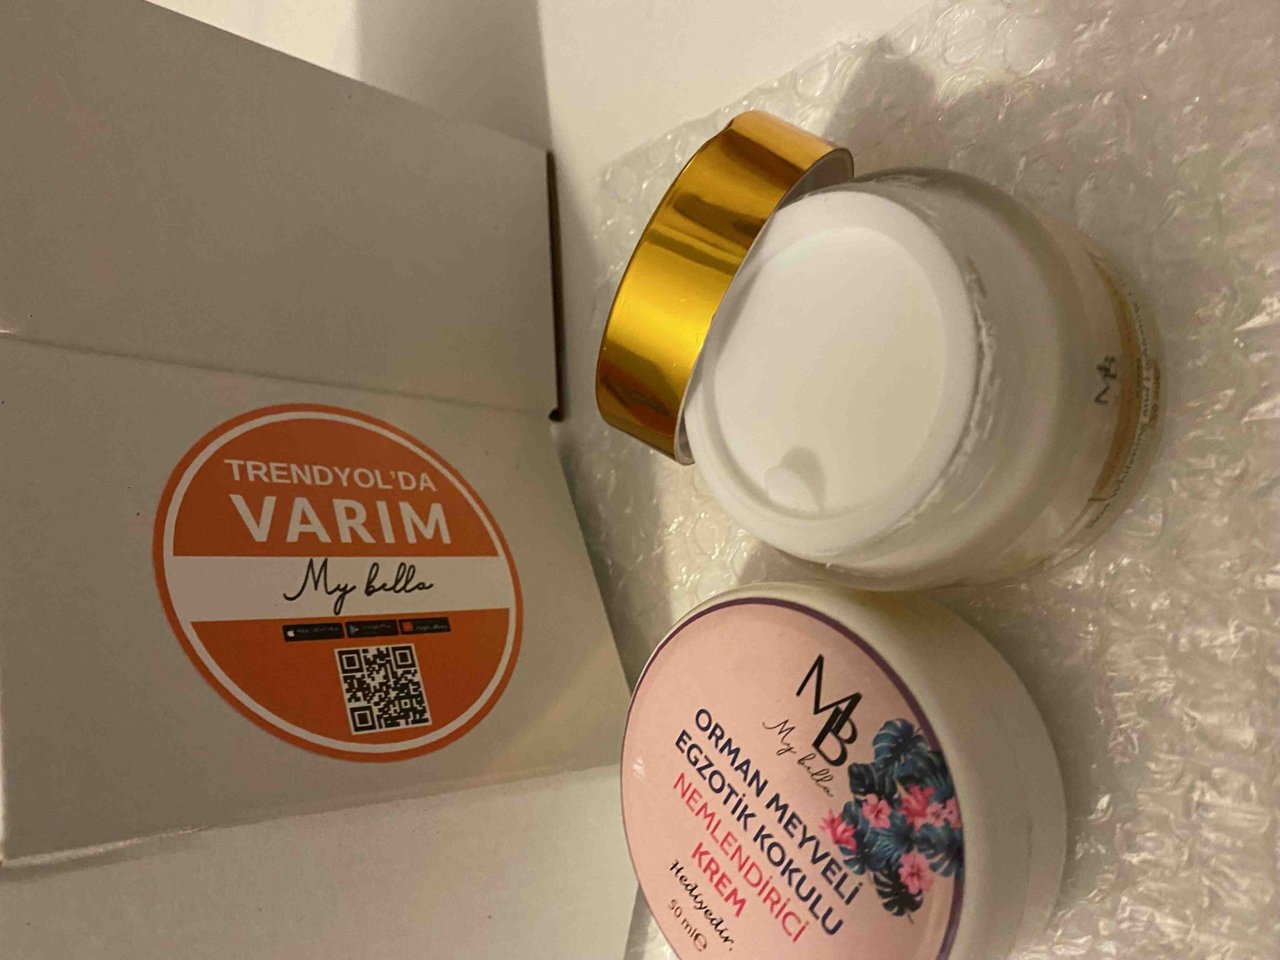 TRENDYOL'DA
VARIM
My bella
MB
My bella
ORMAN MEYVELİ
EGZOTİK KOKULU
NEMLENDİRİCİ
KREM
Hediyedir.
50 ml℮
MB